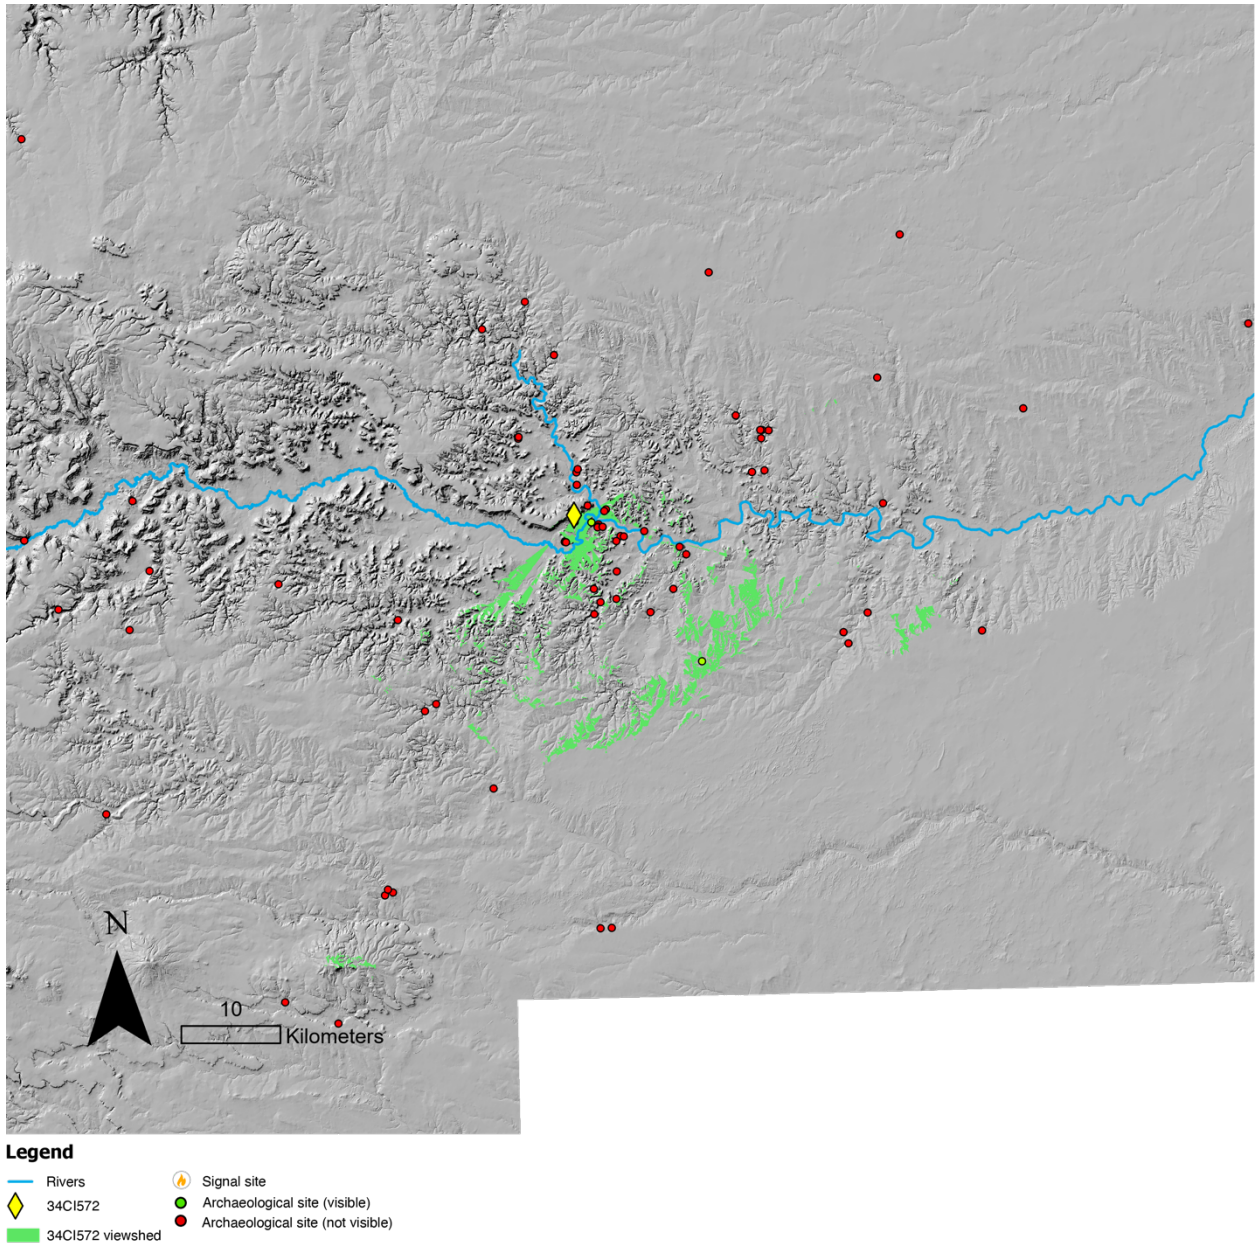 N
10
Kilometers
Legend
Rivers
34CI572
34CI572 viewshed
Signal site
Archaeological site (visible)
Archaeological site (not visible)